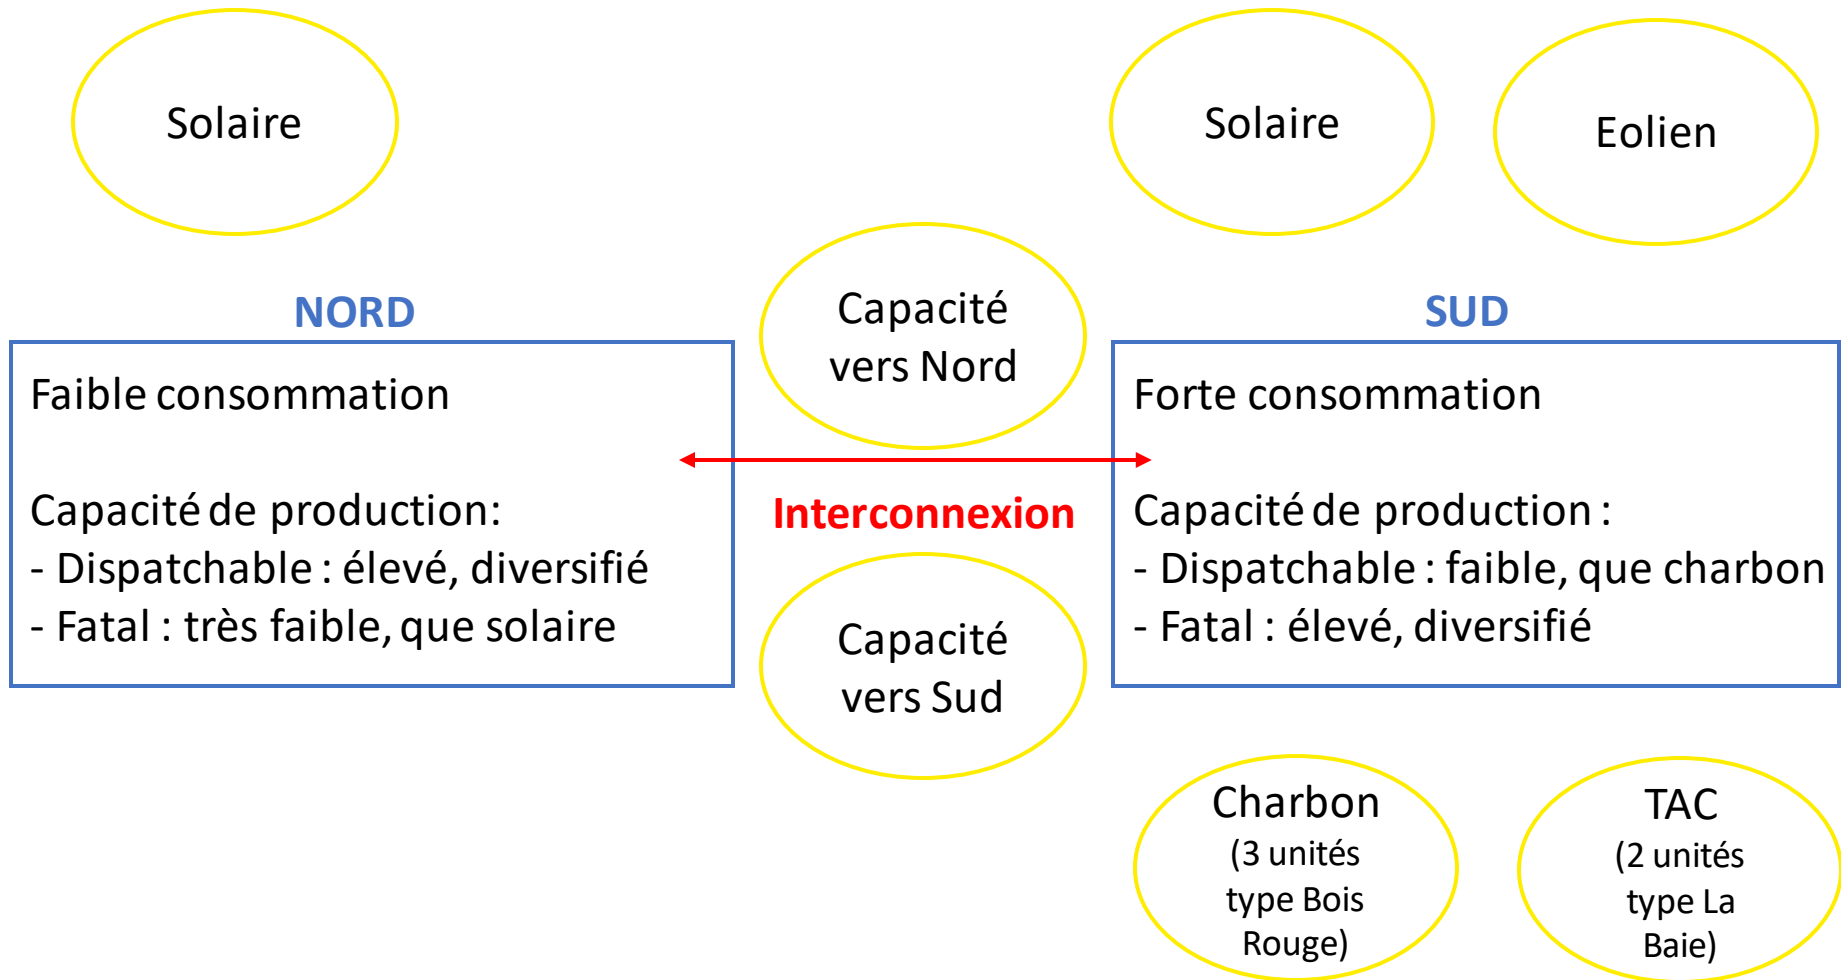 Solaire
Solaire
Eolien
NORD
Faible consommation
Capacité de production:
- Dispatchable : élevé, diversifié
- Fatal : très faible, que solaire
Capacité
vers Nord
Interconnexion
Capacité
vers Sud
SUD
Forte consommation
Capacité de production :
- Dispatchable : faible, que charbon
- Fatal : élevé, diversifié
Charbon
(3 unités
type Bois
Rouge)
TAC
(2 unités
type La
Baie)